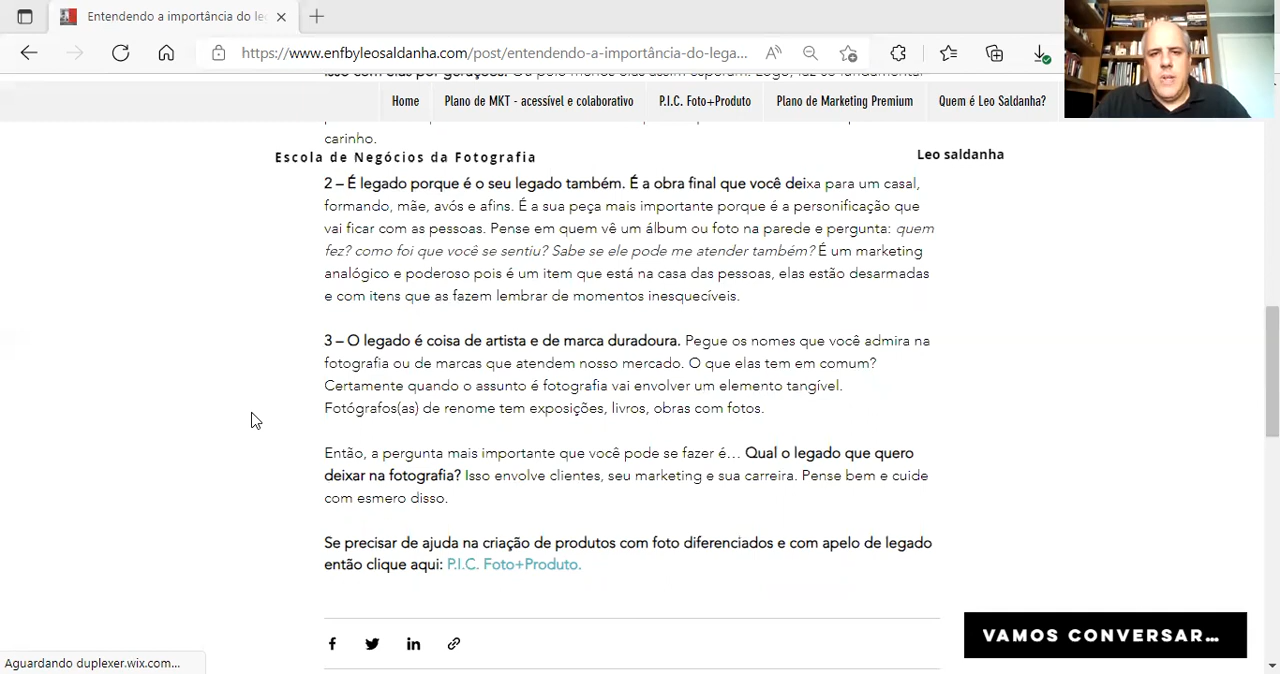 Entendendo a importância do le
https://www.enfbyleosaldanha.com/post/entendendo-a-importância-do-lega...
Home
Plano de MKT - acessível e colaborativo
P.I.C. Foto+Produto
Plano de Marketing Premium
Quem é Leo Saldanha?
carinho.
Escola de Negócios da Fotografia
Leo saldanha
2 – É legado porque é o seu legado também. É a obra final que você deixa para um casal,
formando, mãe, avós e afins. É a sua peça mais importante porque é a personificação que
vai ficar com as pessoas. Pense em quem vê um álbum ou foto na parede e pergunta: quem
fez? como foi que você se sentiu? Sabe se ele pode me atender também? É um marketing
analógico e poderoso pois é um item que está na casa das pessoas, elas estão desarmadas
e com itens que as fazem lembrar de momentos inesquecíveis.
3 – O legado é coisa de artista e de marca duradoura. Pegue os nomes que você admira na
fotografia ou de marcas que atendem nosso mercado. O que elas tem em comum?
Certamente quando o assunto é fotografia vai envolver um elemento tangível.
Fotógrafos(as) de renome tem exposições, livros, obras com fotos.
Então, a pergunta mais importante que você pode se fazer é… Qual o legado que quero
deixar na fotografia? Isso envolve clientes, seu marketing e sua carreira. Pense bem e cuide
com esmero disso.
Se precisar de ajuda na criação de produtos com foto diferenciados e com apelo de legado
então clique aqui: P.I.C. Foto+Produto.
VAMOS CONVERSAR...
Aguardando duplexer.wix.com...